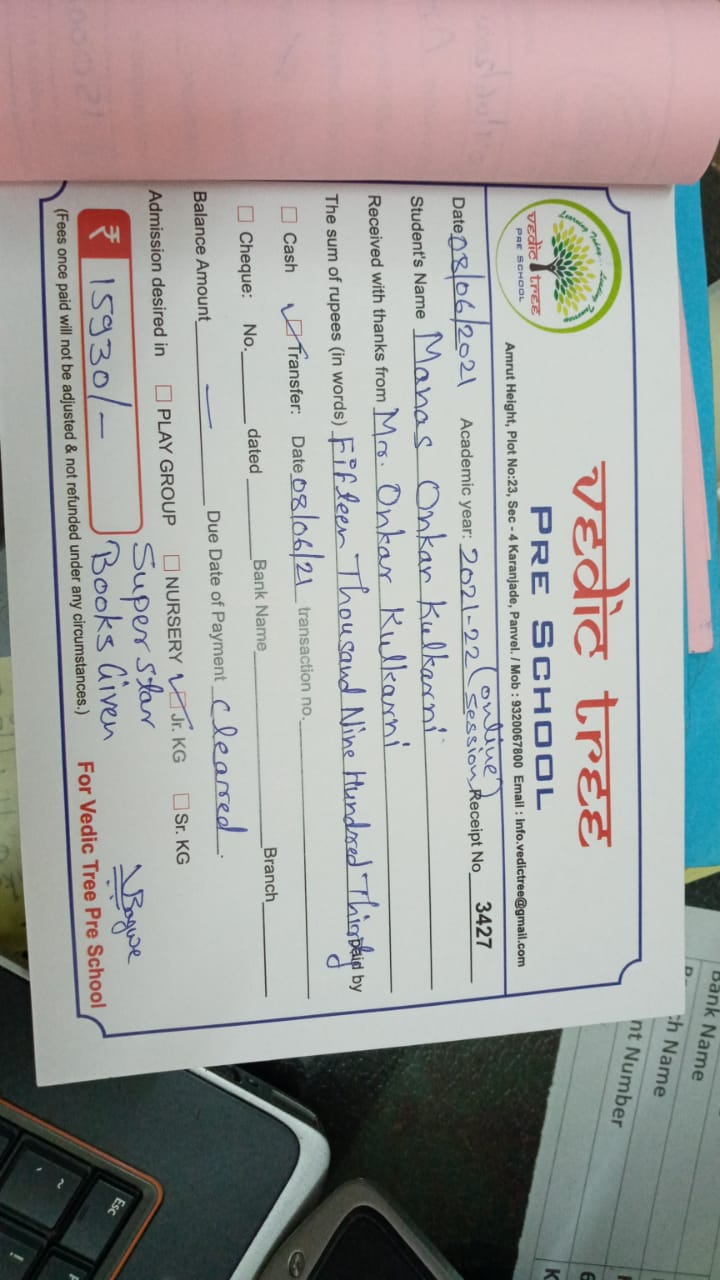 Learning Today... Leading Tomorrow
vedic tree
PRE SCHOOL
vedic tree
PRE SCHOOL
Amrut Height, Plot No:23, Sec - 4 Karanjade, Panvel. / Mob : 9320067800 Email : Info.vedictree@gmail.com
Date 08/06/2021 Academic year: 2021-22 (online session) Receipt No 3427
Student's Name Manas Onkar Kulkarni
Received with thanks from Mr. Onkar Kulkarni
The sum of rupees (in words) Fifteen Thousand Nine Hundred Thirty paid by
Cash Transfer: Date 08/06/21 transaction no.
Cheque: No. dated Bank Name Branch
Balance Amount — Due Date of Payment cleared.
Admission desired in PLAY GROUP NURSERY Jr. KG Sr. KG
₹ 15930/- Super star
Books Given
NBagwe
(Fees once paid will not be adjusted & not refunded under any circumstances.) For Vedic Tree Pre School
Bank Name
ch Name
nt Number
Esc
~
!